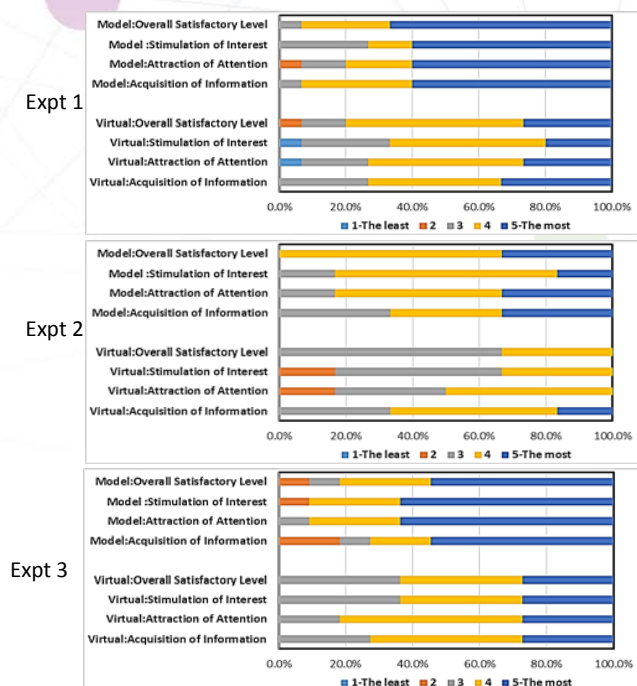 Expt 1
Model:Overall Satisfactory Level
Model :Stimulation of Interest
Model:Attraction of Attention
Model:Acquisition of Information
Virtual:Overall Satisfactory Level
Virtual:Stimulation of Interest
Virtual:Attraction of Attention
Virtual:Acquisition of Information
0.0% 20.0% 40.0% 60.0% 80.0% 100.0%
1-The least 2 3 4 5-The most
Expt 2
Model:Overall Satisfactory Level
Model:Stimulation of Interest
Model:Attraction of Attention
Model:Acquisition of Information
Virtual:Overall Satisfactory Level
Virtual:Stimulation of Interest
Virtual:Attraction of Attention
Virtual:Acquisition of Information
0.0% 20.0% 40.0% 60.0% 80.0% 100.0%
1-The least 2 3 4 5-The most
Expt 3
Model:Overall Satisfactory Level
Model :Stimulation of Interest
Model:Attraction of Attention
Model:Acquisition of Information
Virtual:Overall Satisfactory Level
Virtual:Stimulation of Interest
Virtual:Attraction of Attention
Virtual:Acquisition of Information
0.0% 20.0% 40.0% 60.0% 80.0% 100.0%
1-The least 2 3 4 5-The most